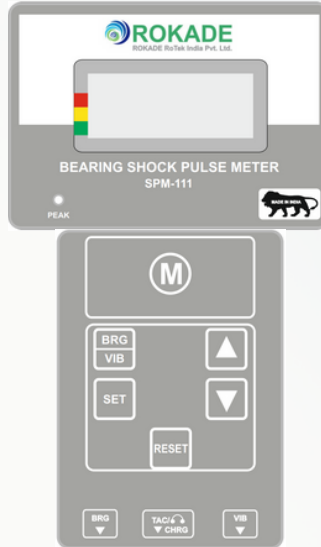 ROKADE
ROKADE RoTek India Pvt. Ltd.
BEARING SHOCK PULSE METER
SPM-111
PEAK
MADE IN INDIA
M
BRG
VIB
SET
RESET
BRG
TAC/
CHRG
VIB